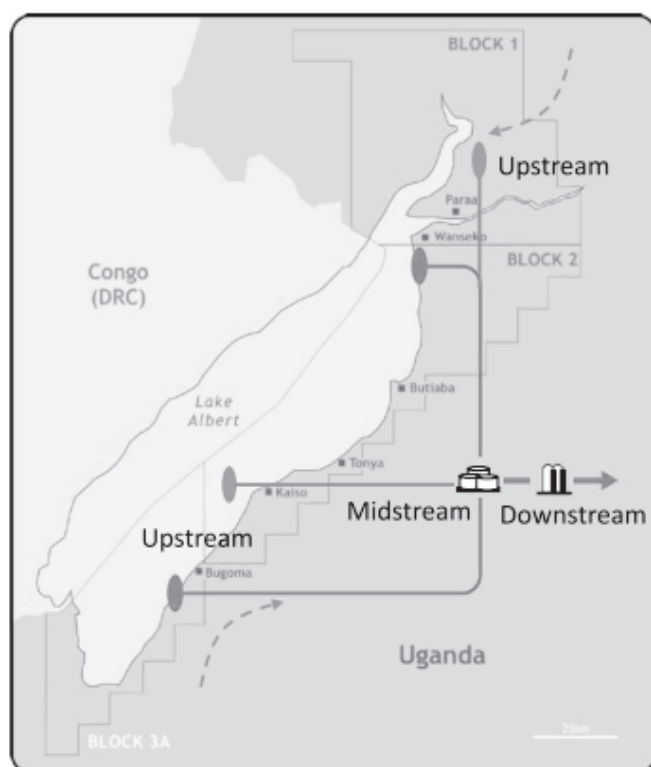 BLOCK 1
Upstream
Paraa
Wanseko
BLOCK 2
Congo
(DRC)
Butiaba
Lake
Albert
Tonya
Kaiso
Midstream
Downstream
Upstream
Bugoma
Uganda
BLOCK 3A
25km